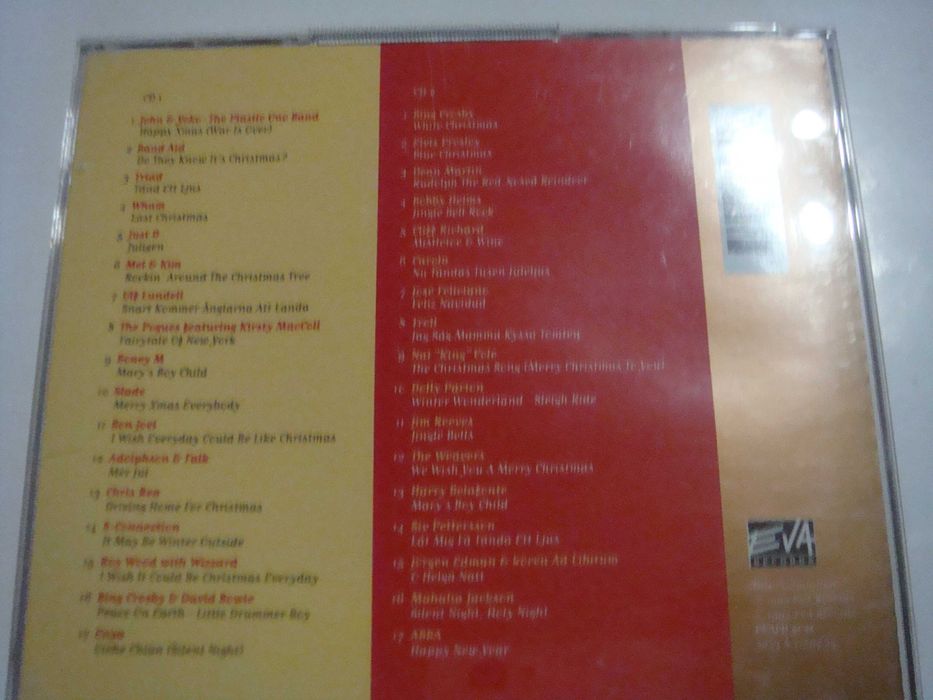 CD 1
1 John & Yoko - The Plastic Ono Band
Happy Xmas (War Is Over)
2 Band Aid
Do They Know It's Christmas?
3 Triad
Tänd Ett Ljus
4 Wham
Last Christmas
5 Just D
Juligen
6 Mel & Kim
Rockin' Around The Christmas Tree
7 Ulf Lundell
Snart Kommer Änglarna Att Landa
8 The Pogues featuring Kirsty MacColl
Fairytale Of New York
9 Boney M
Mary's Boy Child
10 Slade
Merry Xmas Everybody
11 Ben Joel
I Wish Everyday Could Be Like Christmas
12 Adolphson & Falk
Mer Jul
13 Chris Rea
Driving Home For Christmas
14 X-Connection
It May Be Winter Outside
15 Roy Wood with Wizzard
I Wish It Could Be Christmas Everyday
16 Bing Crosby & David Bowie
Peace On Earth - Little Drummer Boy
17 Enya
Oiche Chiun (Silent Night)
CD 2
1 Bing Crosby
White Christmas
2 Elvis Presley
Blue Christmas
3 Dean Martin
Rudolph The Red-Nosed Reindeer
4 Bobby Helms
Jingle Bell Rock
5 Cliff Richard
Mistletoe & Wine
6 Carola
Nu Tändas Tusen Juleljus
7 José Feliciano
Feliz Navidad
8 Treti
Jag Såg Mamma Kyssa Tomten
9 Nat "King" Cole
The Christmas Song (Merry Christmas To You)
10 Dolly Parton
Winter Wonderland - Sleigh Ride
11 Jim Reeves
Jingle Bells
12 The Weavers
We Wish You A Merry Christmas
13 Harry Belafonte
Mary's Boy Child
14 Pettersson
Låt Mig Få Tända Ett Ljus
15 Jörgen Edman & Kören Ad Libitum
O Helga Natt
16 Mahalia Jackson
Silent Night, Holy Night
17 ABBA
Happy New Year
EVA
RECORDS